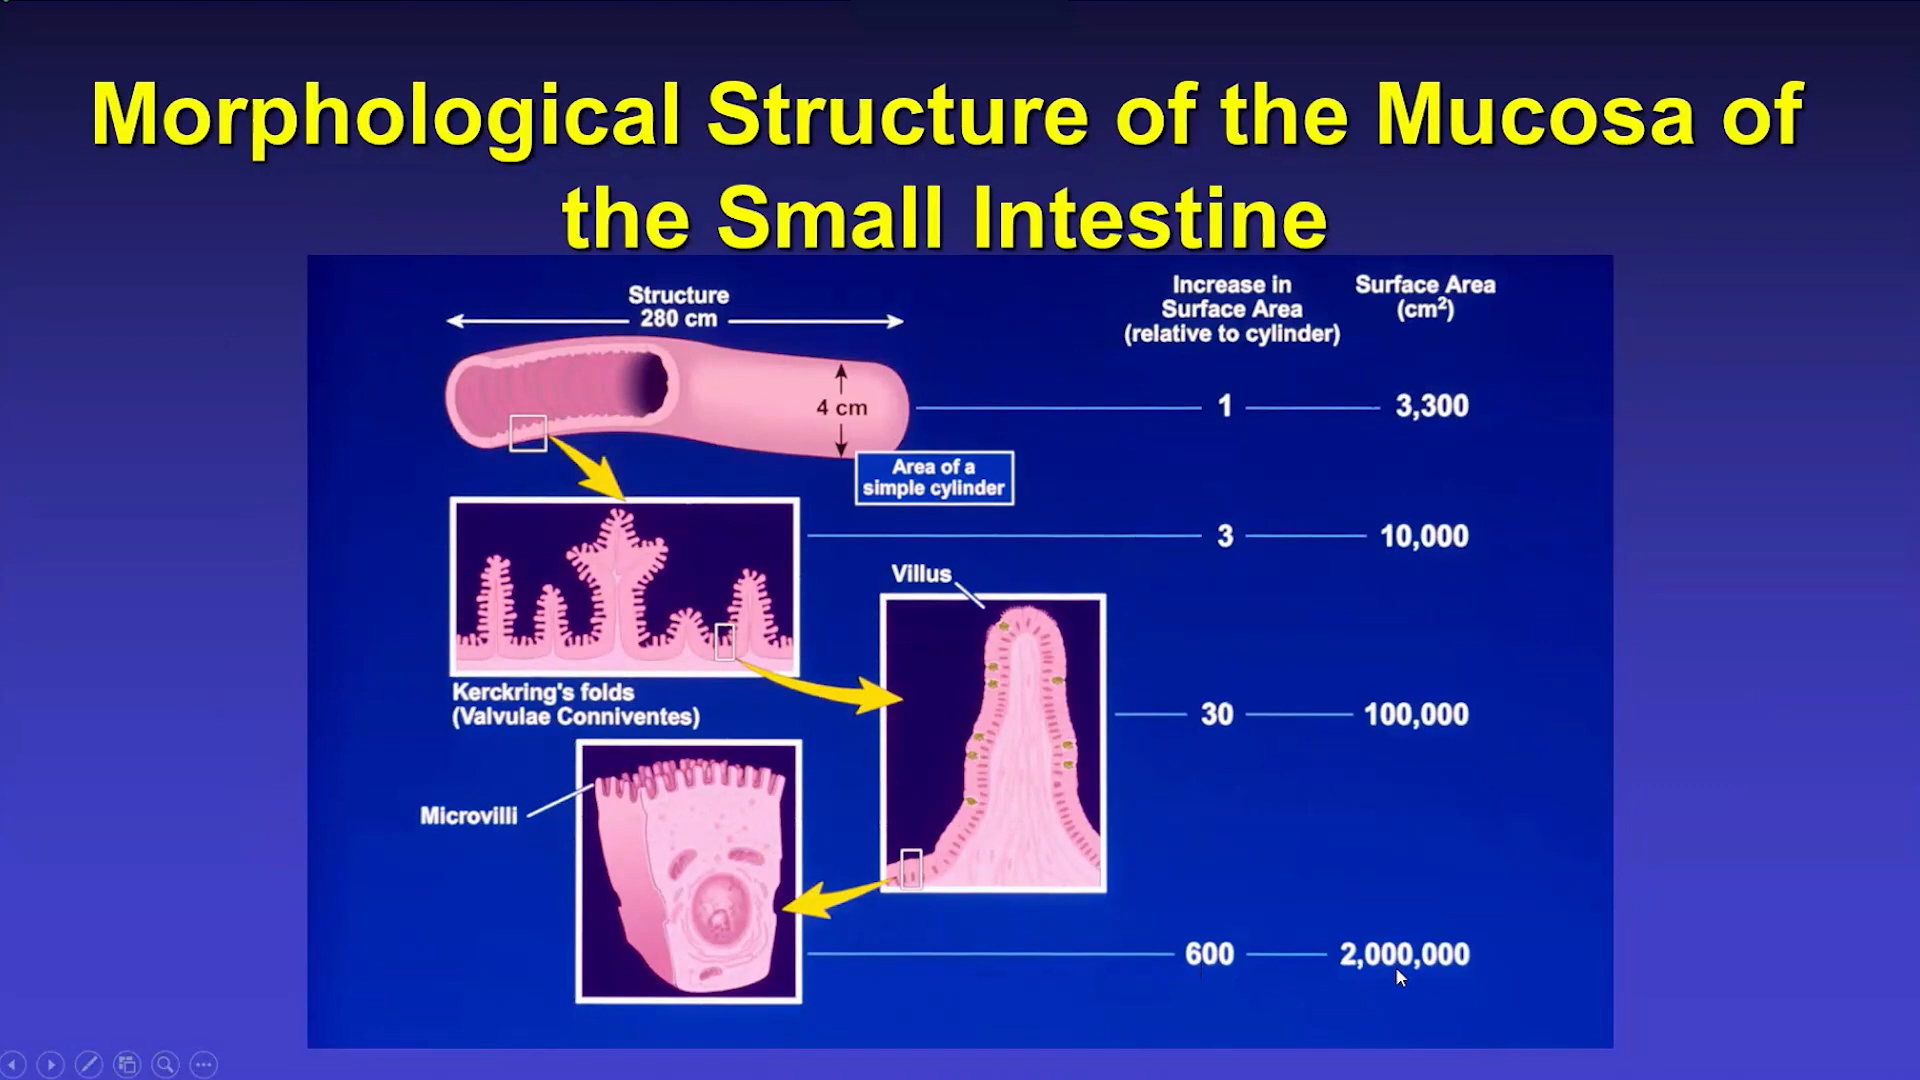 Morphological Structure of the Mucosa of
the Small Intestine
Structure
280 cm
Increase in
Surface Area
(relative to cylinder)
Surface Area
(cm²)
4 cm
1
3,300
Area of a
simple cylinder
3
10,000
Villus
Kerckring's folds
(Valvulae Conniventes)
30
100,000
Microvilli
600
2,000,000